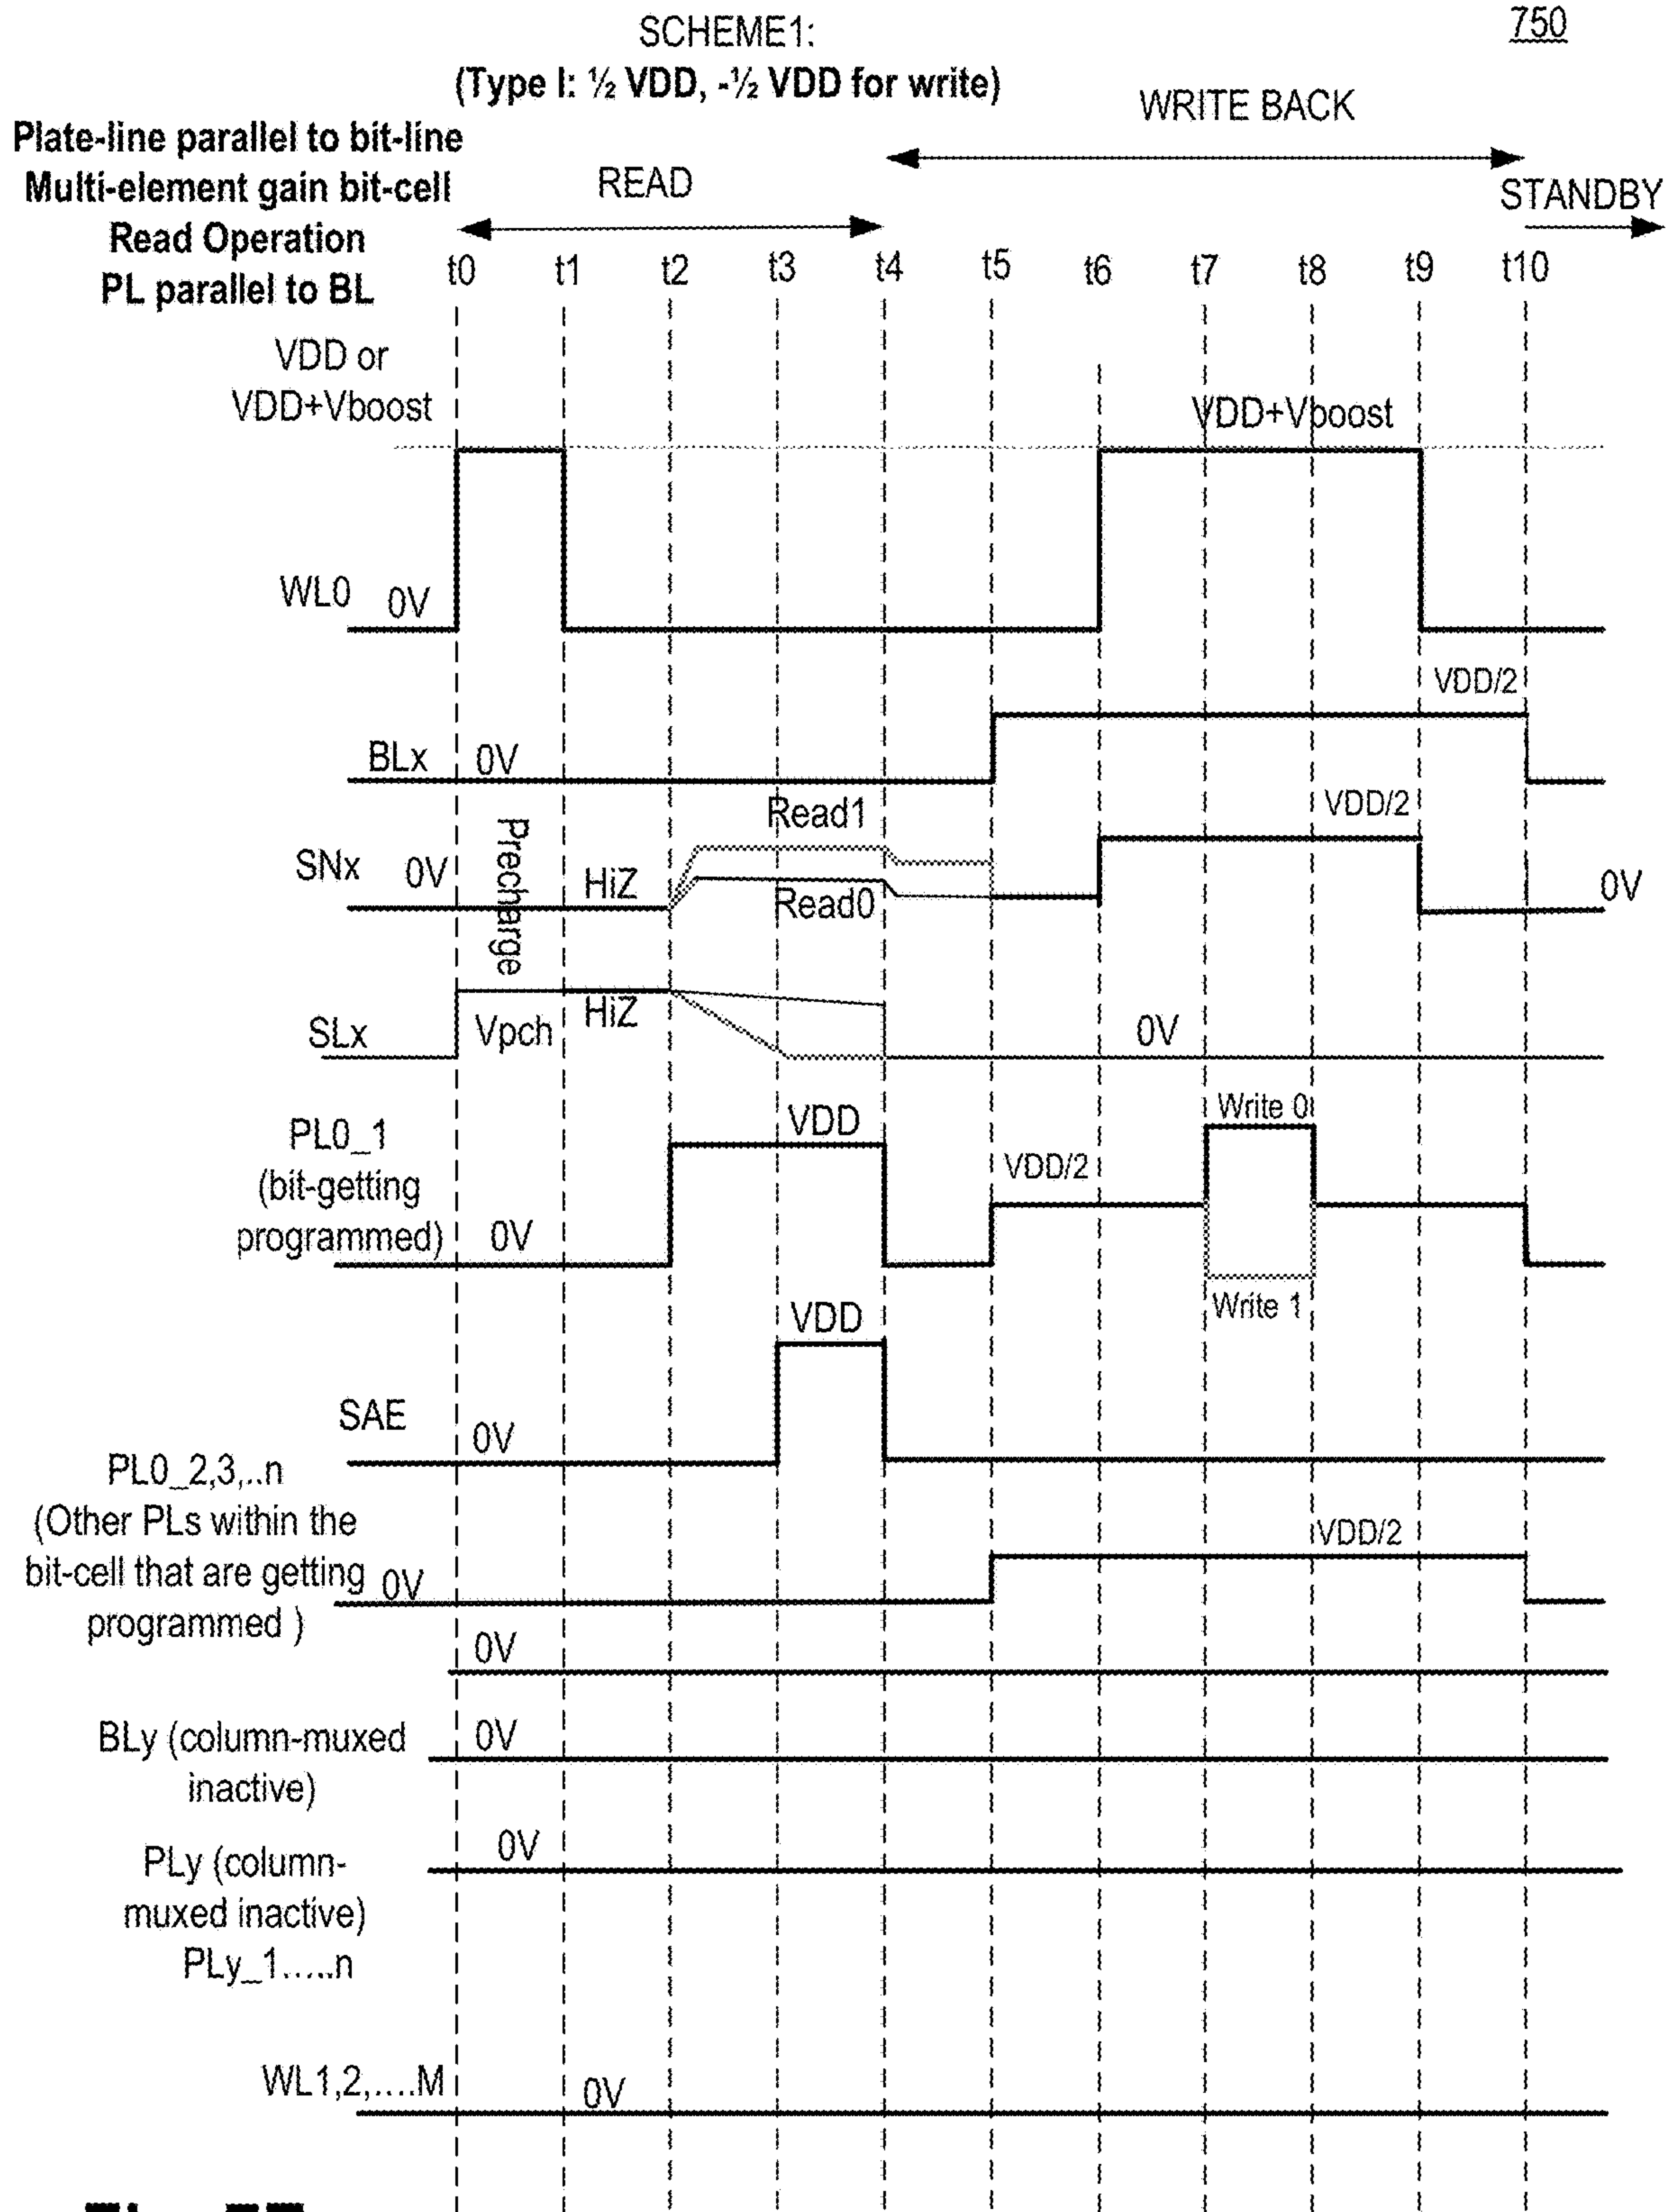 SCHEME1:
750
(Type I: ½ VDD, -½ VDD for write)
WRITE BACK
Plate-line parallel to bit-line
Multi-element gain bit-cell
READ
STANDBY
Read Operation
PL parallel to BL
t0 t1 t2 t3 t4 t5 t6 t7 t8 t9 t10
VDD or
VDD+Vboost
VDD+Vboost
WL0 0V
VDD/2
BLx 0V
Read1
VDD/2
Precharge
SNx 0V HiZ
Read0
0V
HiZ
SLx Vpch
0V
Write 0
VDD
PL0_1
VDD/2
(bit-getting
programmed) 0V
Write 1
VDD
SAE
0V
PL0_2,3,..n
(Other PLs within the
VDD/2
bit-cell that are getting 0V
programmed )
0V
BLy (column-muxed 0V
inactive)
0V
PLy (column-
muxed inactive)
PLy_1.....n
WL1,2,....M 0V